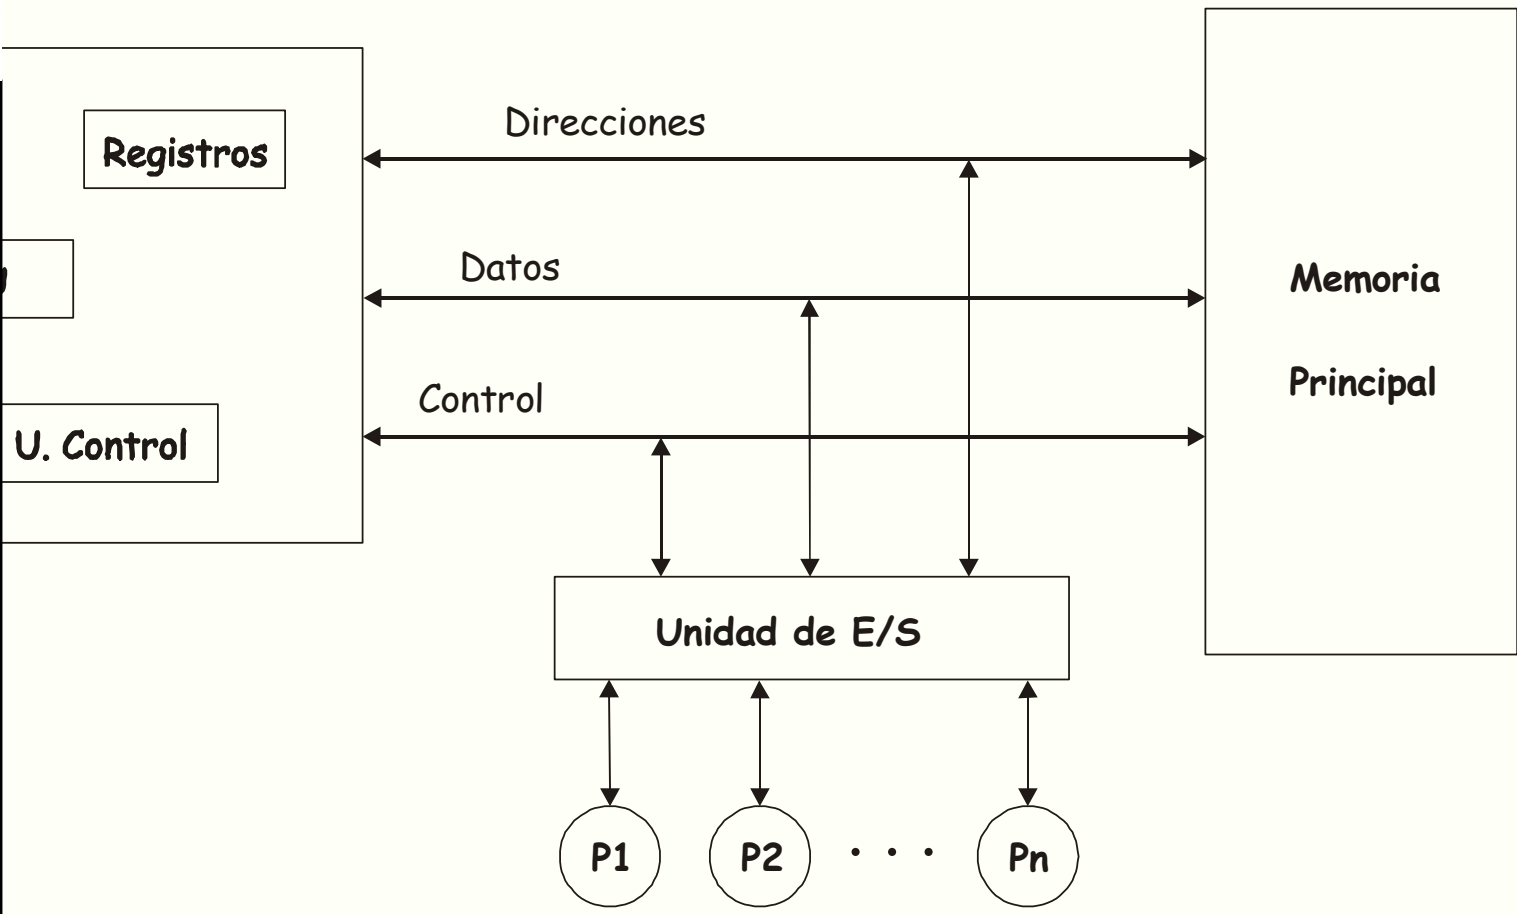 Direcciones
Registros
Datos
Memoria
Principal
Control
U. Control
Unidad de E/S
P1 P2 . . . Pn